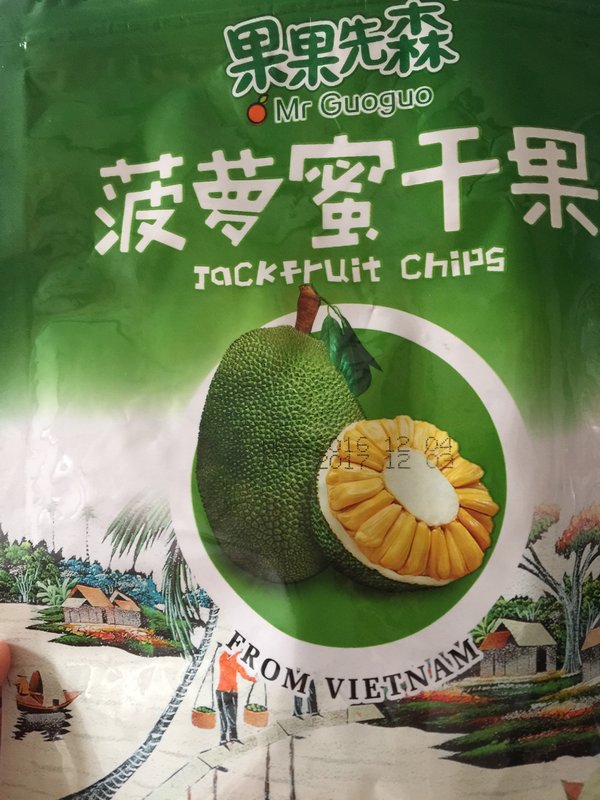 果果先森
Mr Guoguo
菠萝蜜干果
Jackfruit Chips
2016 12 04
2017 12 03
FROM VIETNAM